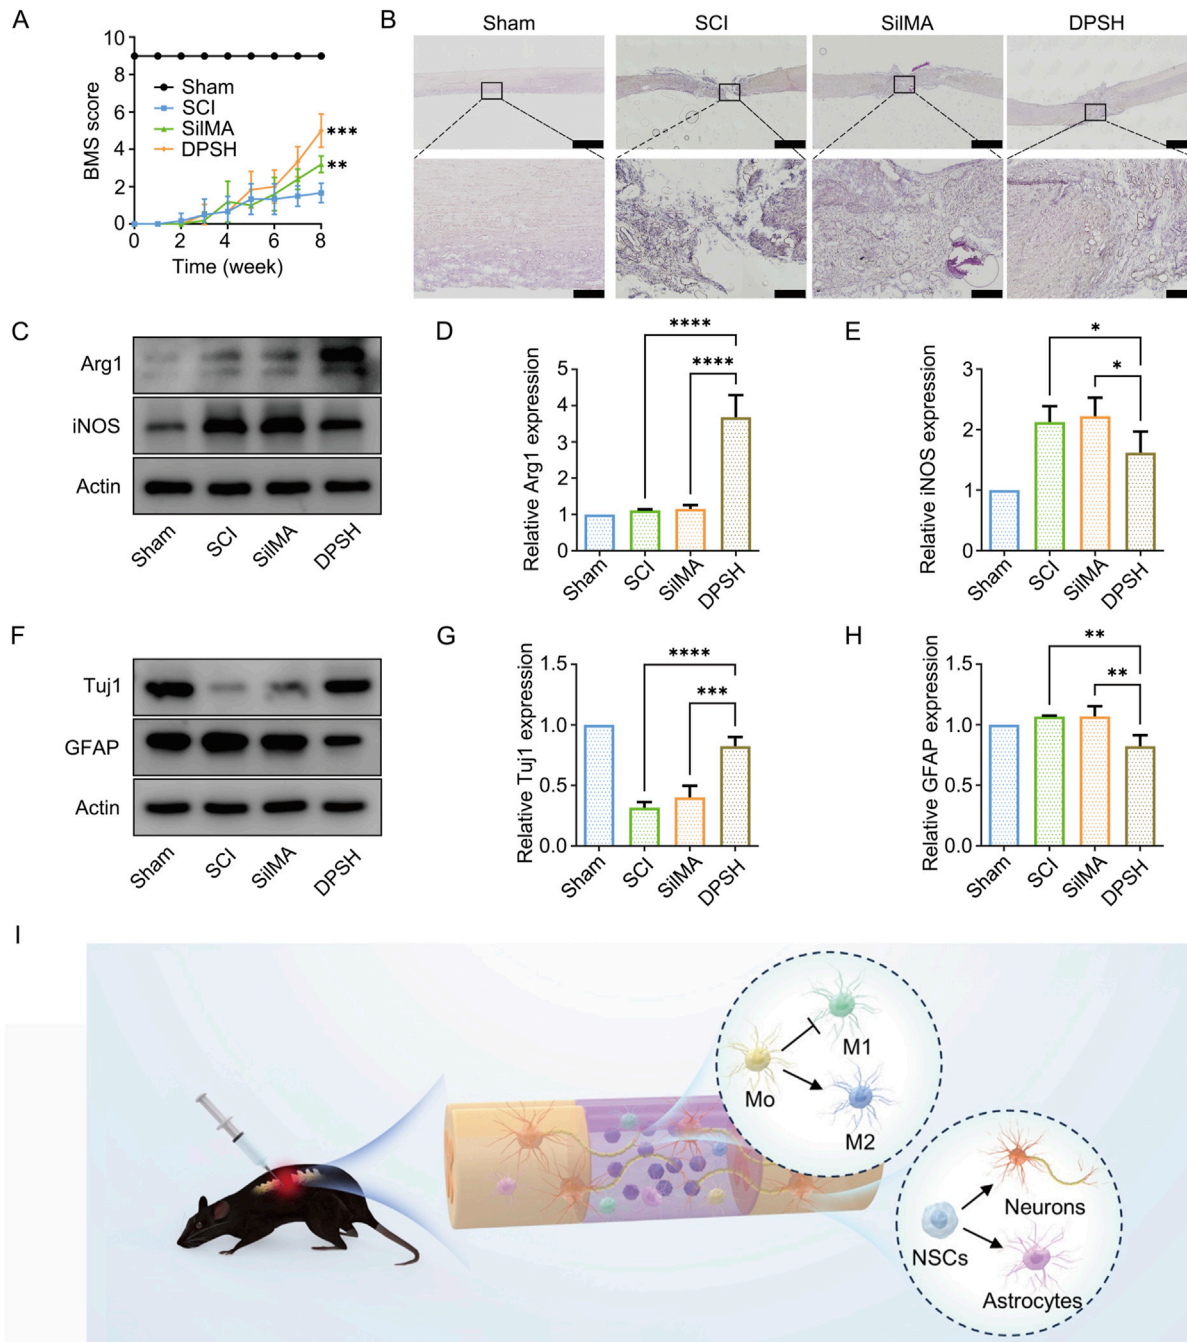 A
BMS score
10
8
6
4
2
0
Sham
SCI
SilMA
DPSH
***
**
0 2 4 6 8
Time (week)
B
Sham SCI SilMA DPSH
C
Arg1
iNOS
Actin
Sham SCI SilMA DPSH
D
Relative Arg1 expression
5
4
3
2
1
0
****
****
Sham SCI SilMA DPSH
E
Relative iNOS expression
3
2
1
0
*
*
Sham SCI SilMA DPSH
F
Tuj1
GFAP
Actin
Sham SCI SilMA DPSH
G
Relative Tuj1 expression
1.5
1.0
0.5
0.0
****
***
Sham SCI SilMA DPSH
H
Relative GFAP expression
1.5
1.0
0.5
0.0
**
**
Sham SCI SilMA DPSH
I
M1
Mo
M2
Neurons
NSCs
Astrocytes